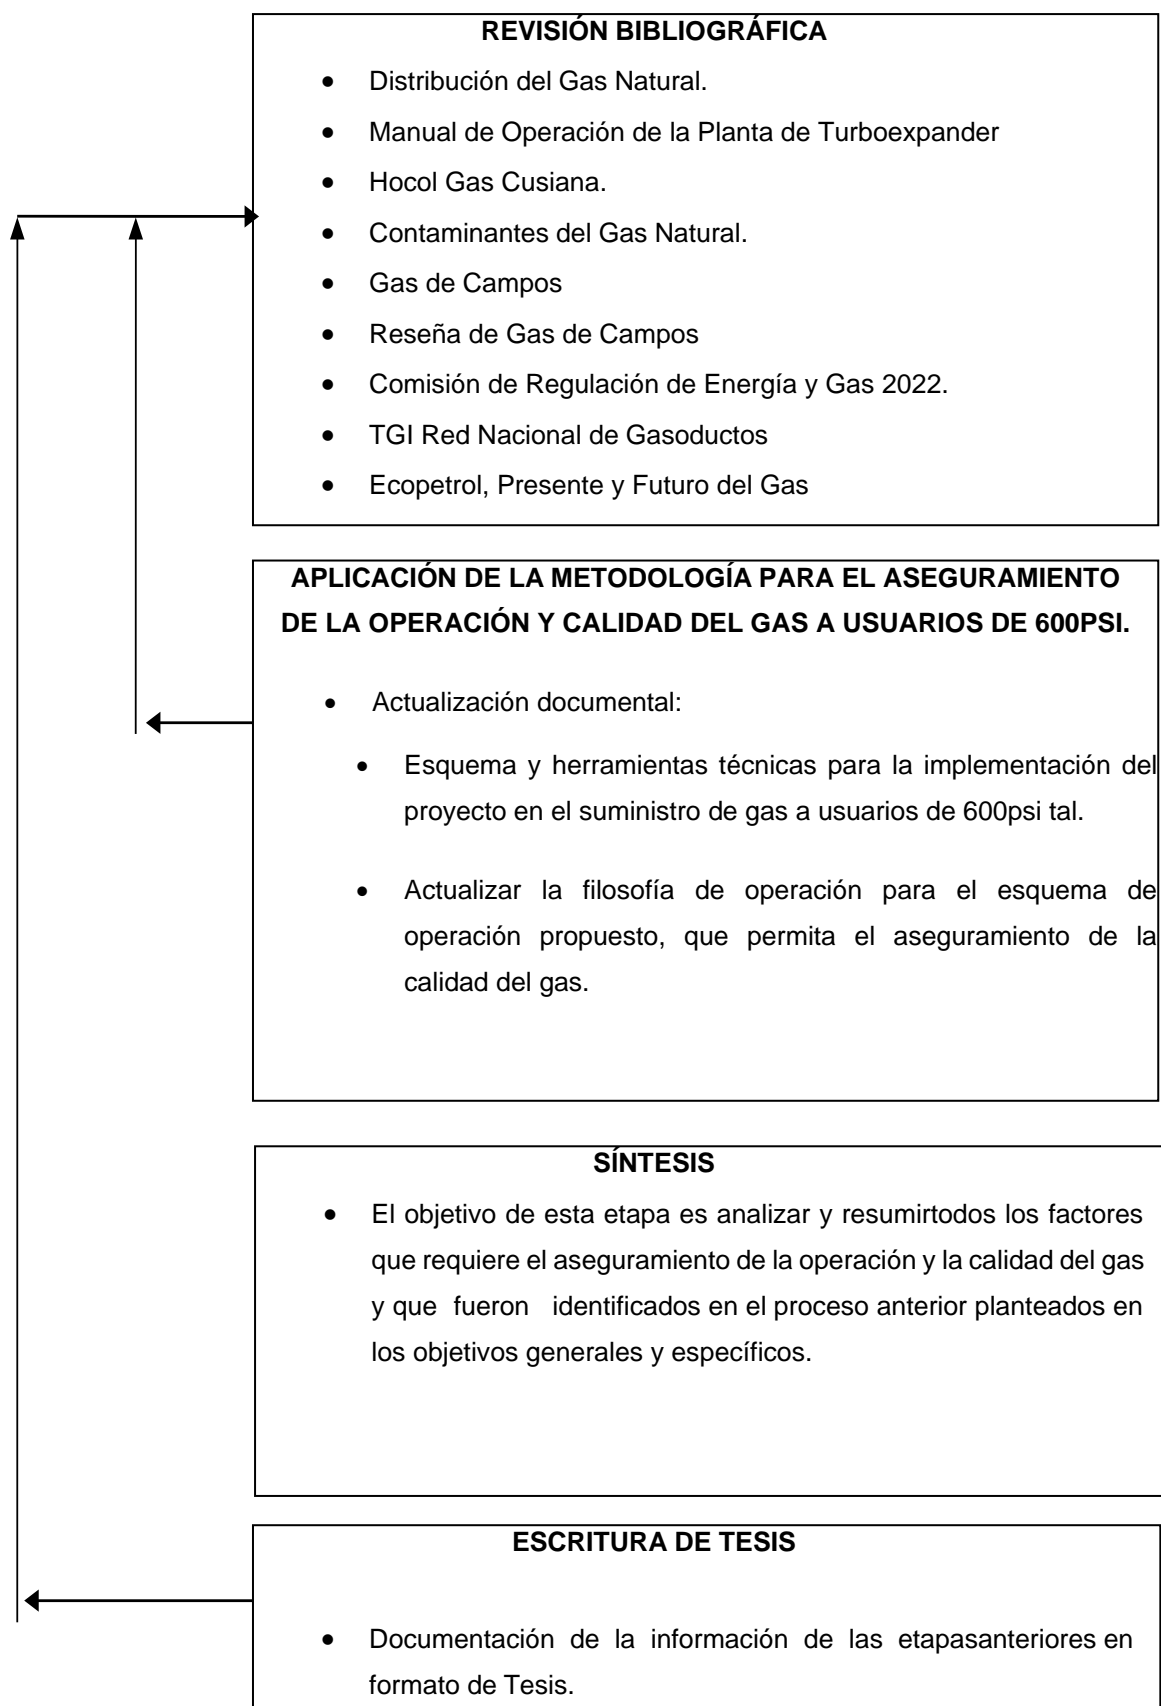 REVISIÓN BIBLIOGRÁFICA
• Distribución del Gas Natural.
• Manual de Operación de la Planta de Turboexpander
• Hocol Gas Cusiana.
• Contaminantes del Gas Natural.
• Gas de Campos
• Reseña de Gas de Campos
• Comisión de Regulación de Energía y Gas 2022.
• TGI Red Nacional de Gasoductos
• Ecopetrol, Presente y Futuro del Gas
APLICACIÓN DE LA METODOLOGÍA PARA EL ASEGURAMIENTO
DE LA OPERACIÓN Y CALIDAD DEL GAS A USUARIOS DE 600PSI.
• Actualización documental:
• Esquema y herramientas técnicas para la implementación del
proyecto en el suministro de gas a usuarios de 600psi tal.
• Actualizar la filosofía de operación para el esquema de
operación propuesto, que permita el aseguramiento de la
calidad del gas.
SÍNTESIS
• El objetivo de esta etapa es analizar y resumirtodos los factores
que requiere el aseguramiento de la operación y la calidad del gas
y que fueron identificados en el proceso anterior planteados en
los objetivos generales y específicos.
ESCRITURA DE TESIS
• Documentación de la información de las etapasanteriores en
formato de Tesis.